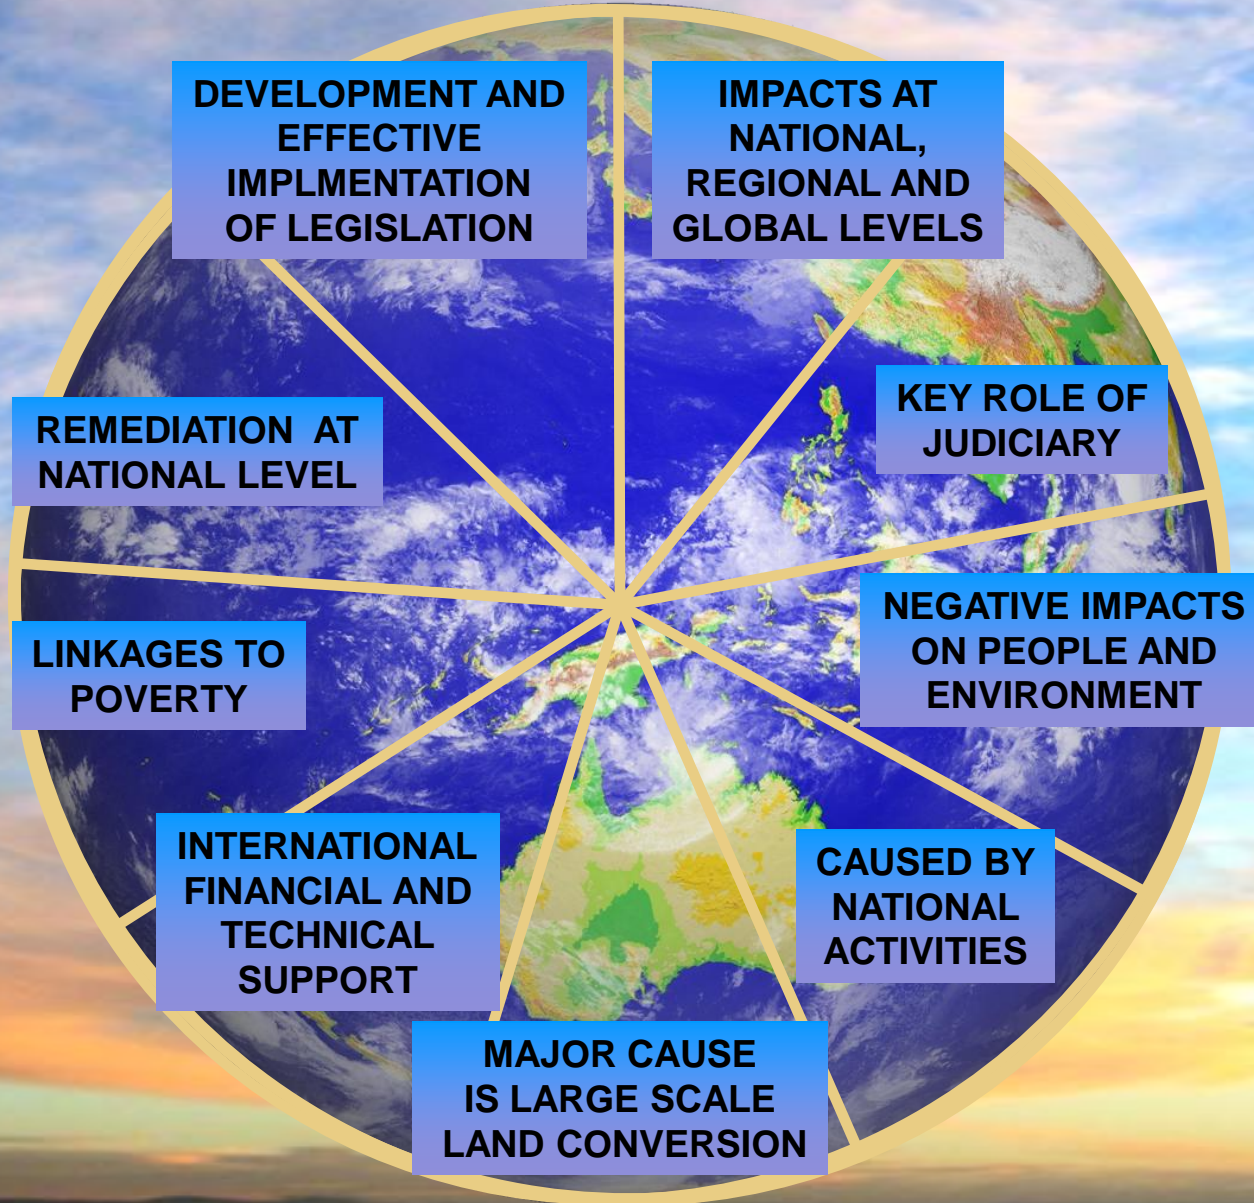 DEVELOPMENT AND
EFFECTIVE
IMPLMENTATION
OF LEGISLATION
IMPACTS AT
NATIONAL,
REGIONAL AND
GLOBAL LEVELS
KEY ROLE OF
JUDICIARY
REMEDIATION AT
NATIONAL LEVEL
NEGATIVE IMPACTS
ON PEOPLE AND
ENVIRONMENT
LINKAGES TO
POVERTY
INTERNATIONAL
FINANCIAL AND
TECHNICAL
SUPPORT
CAUSED BY
NATIONAL
ACTIVITIES
MAJOR CAUSE
IS LARGE SCALE
LAND CONVERSION